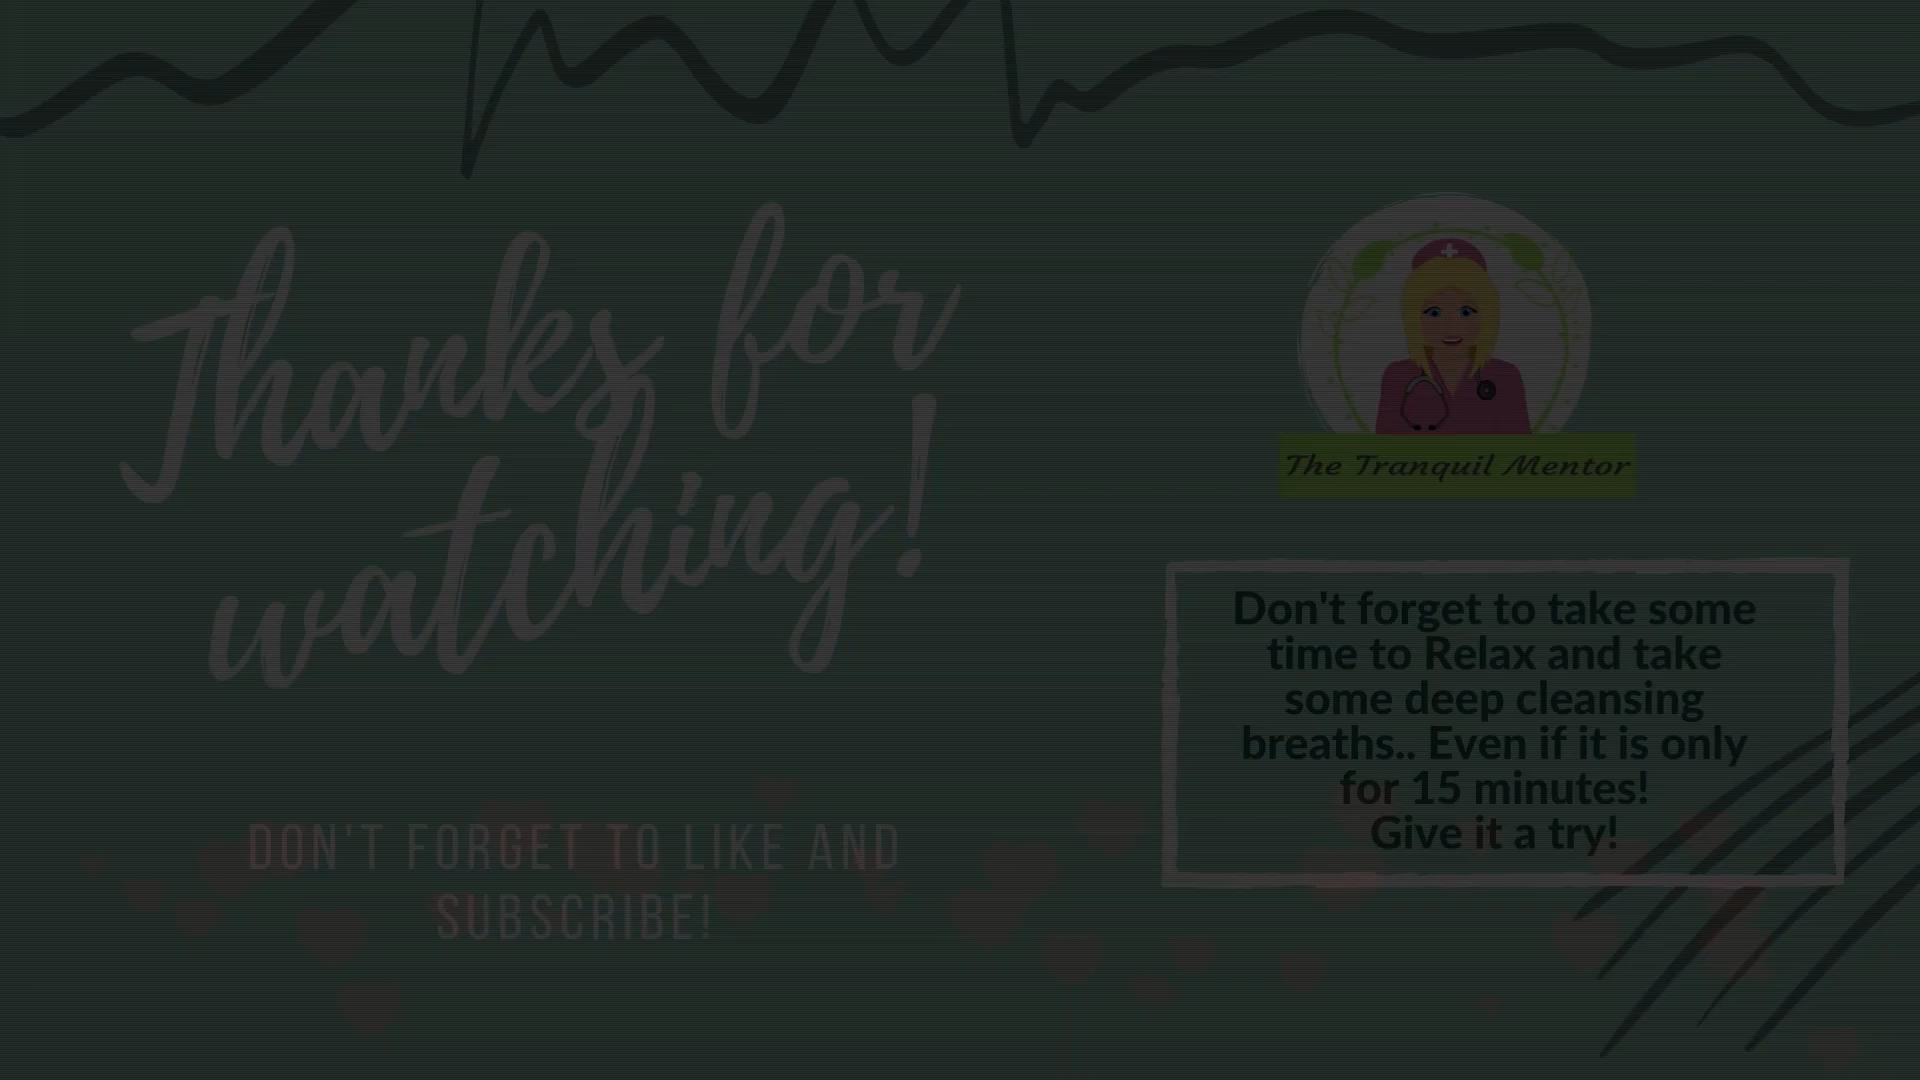 Thanks for
watching!
DON'T FORGET TO LIKE AND
SUBSCRIBE!
The Tranquil Mentor
Don't forget to take some
time to Relax and take
some deep cleansing
breaths.. Even if it is only
for 15 minutes!
Give it a try!